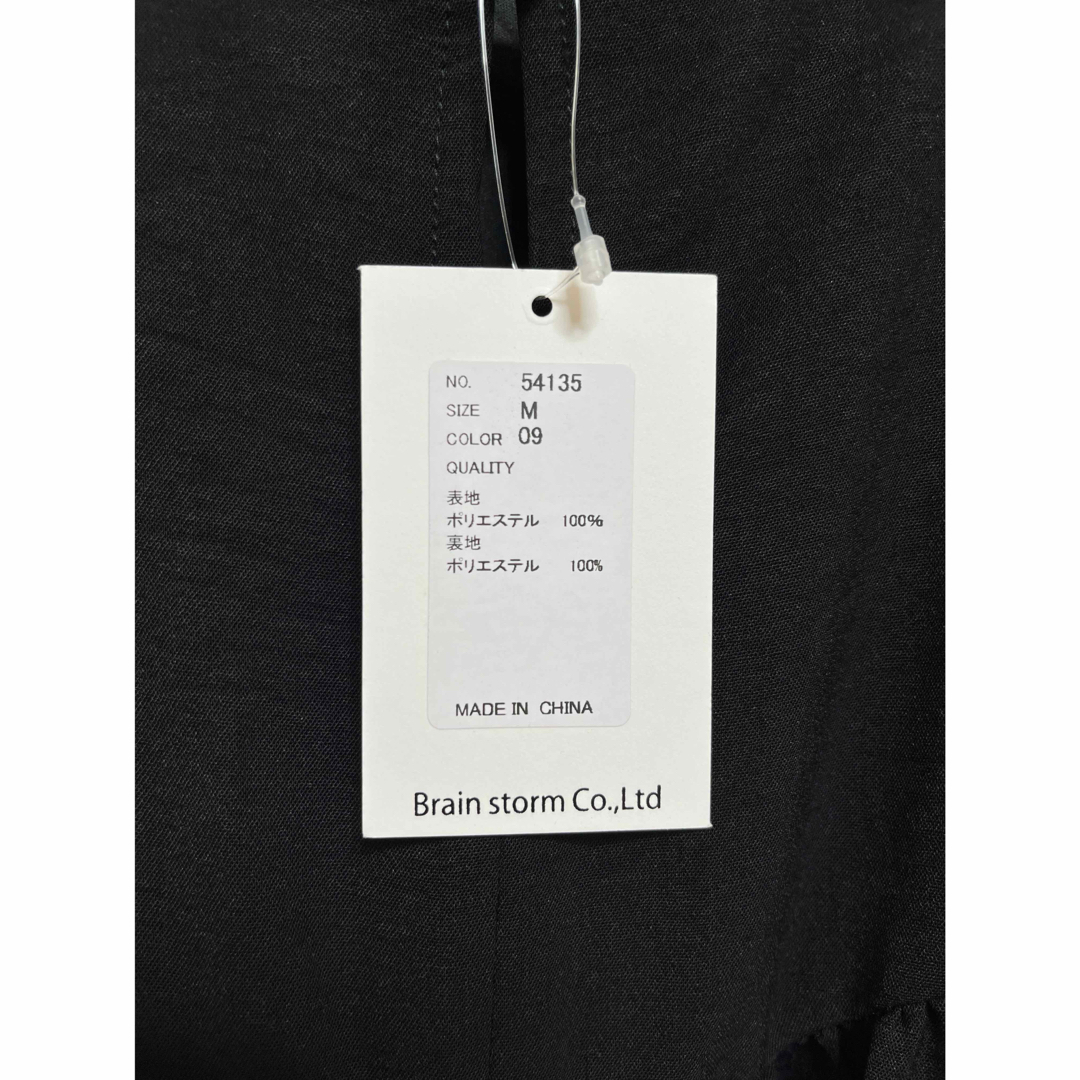 NO. 54135
SIZE M
COLOR 09
QUALITY
表地
ポリエステル 100%
裏地
ポリエステル 100%
MADE IN CHINA
Brain storm Co.,Ltd